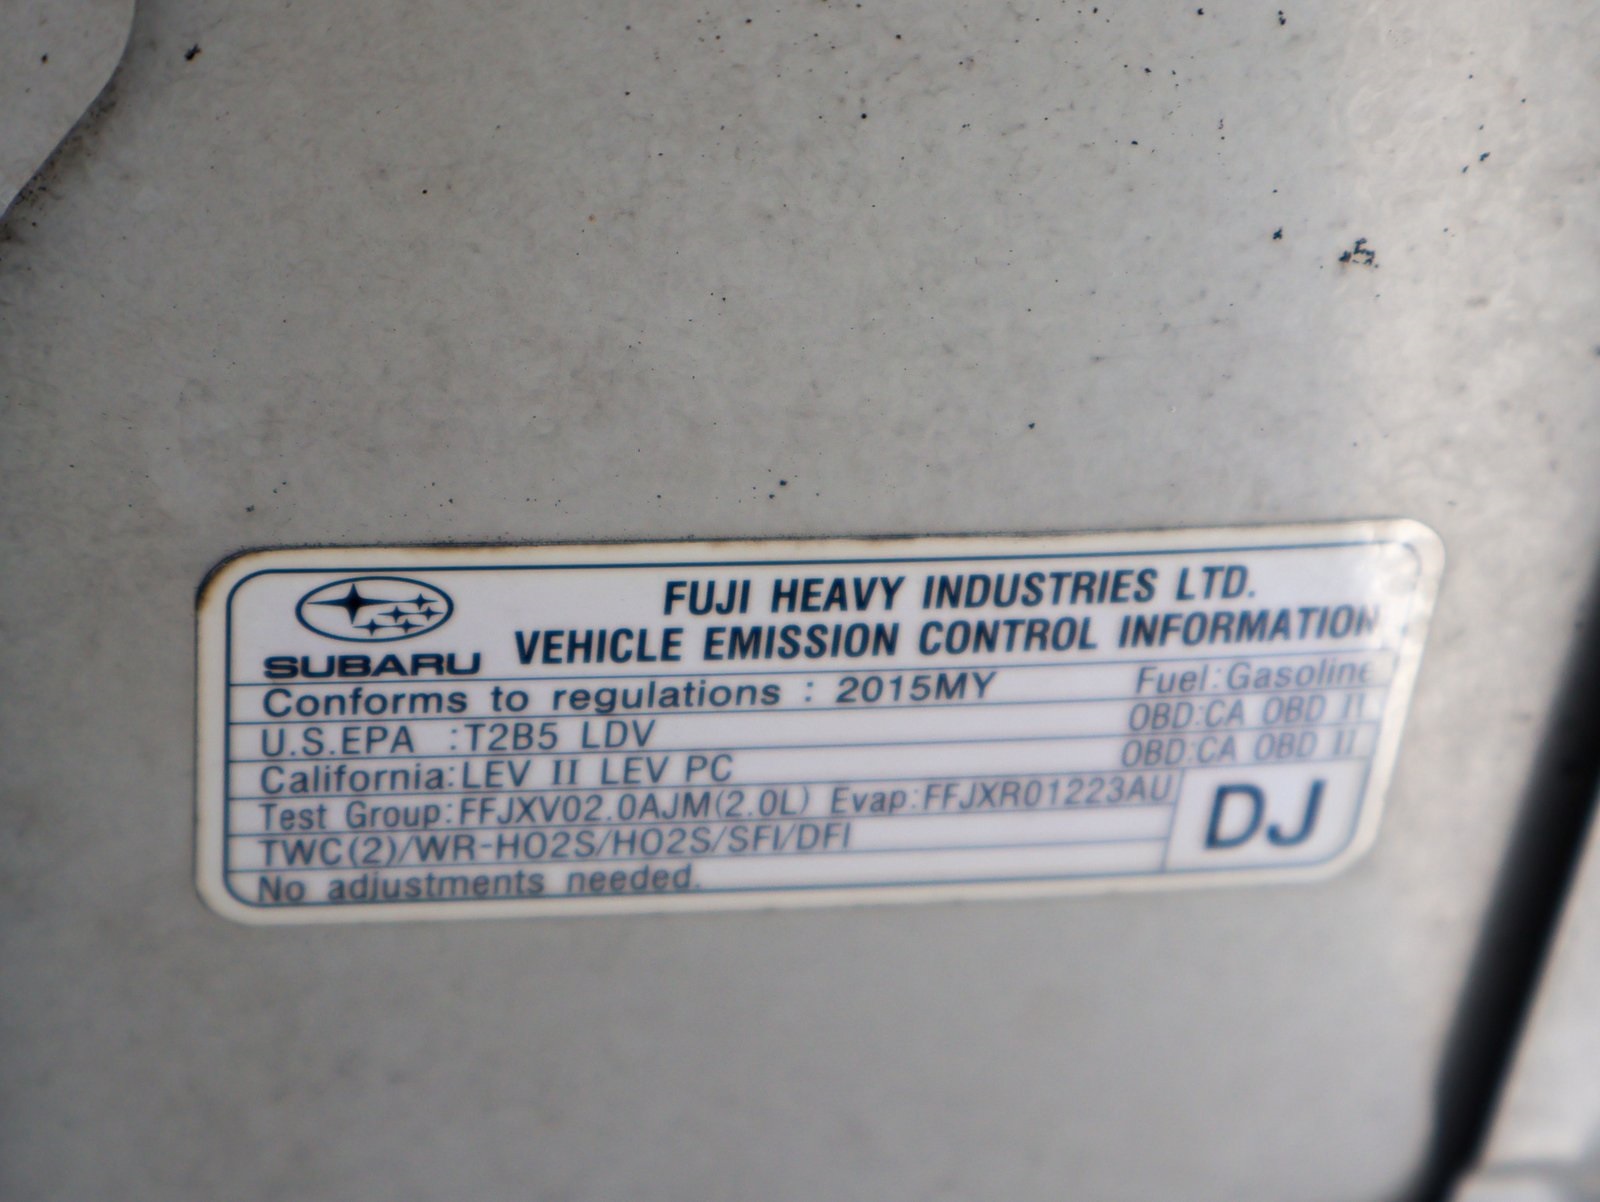 FUJI HEAVY INDUSTRIES LTD.
SUBARU VEHICLE EMISSION CONTROL INFORMATION
Conforms to regulations : 2015MY Fuel:Gasoline
U.S.EPA :T2B5 LDV OBD:CA OBD II
California:LEV II LEV PC OBD:CA OBD II
Test Group:FFJXV02.0AJM(2.0L) Evap:FFJXR01223AU
TWC(2)/WR-HO2S/HO2S/SFI/DFI
DJ
No adjustments needed.